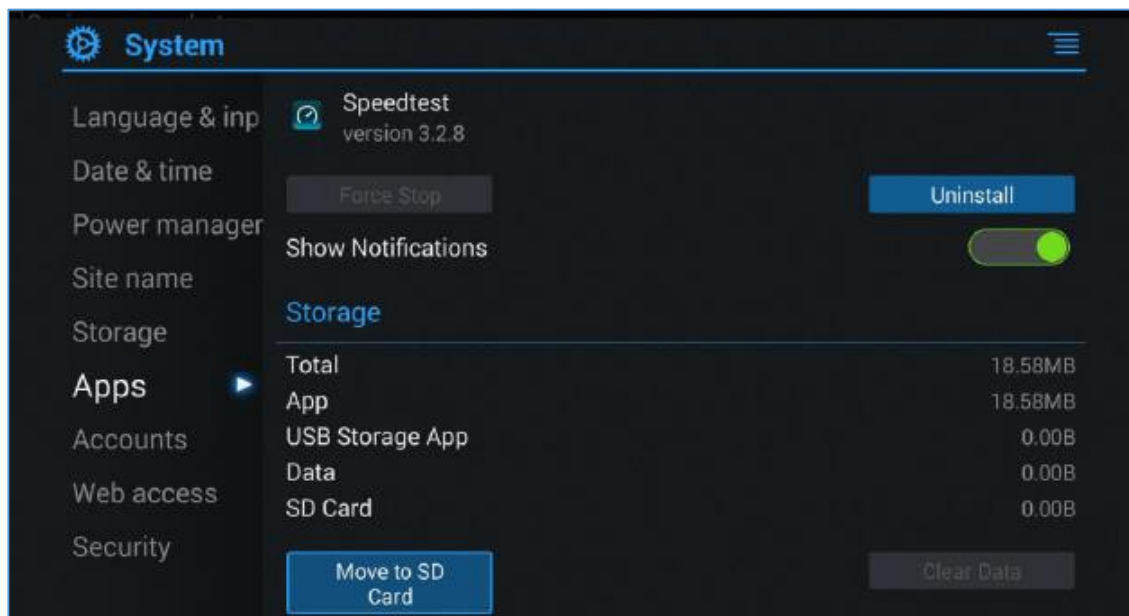 System
Language & inp
Date & time
Power manager
Site name
Storage
Apps
Accounts
Web access
Security
Speedtest
version 3.2.8
Force Stop
Uninstall
Show Notifications
Storage
Total 18.58MB
App 18.58MB
USB Storage App 0.00B
Data 0.00B
SD Card 0.00B
Move to SD
Card
Clear Data